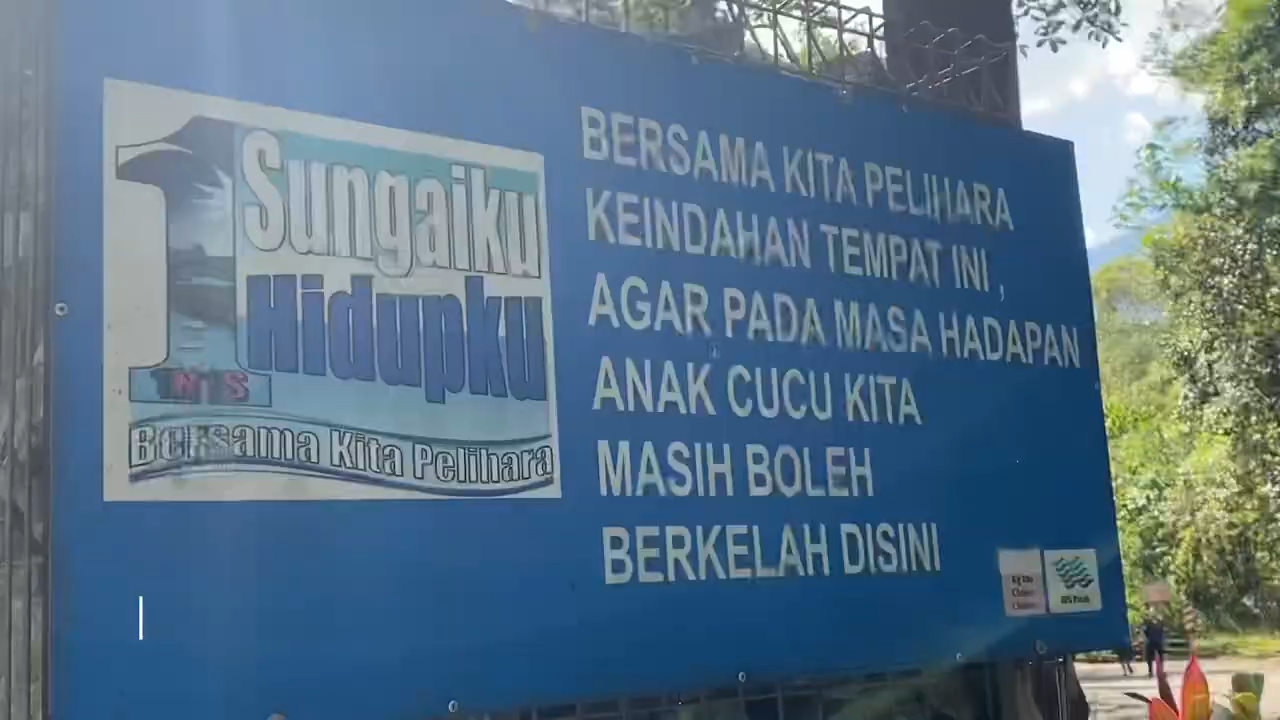 1 Sungaiku
Hidupku
TNTS
Bersama Kita Pelihara
BERSAMA KITA PELIHARA
KEINDAHAN TEMPAT INI ,
AGAR PADA MASA HADAPAN
ANAK CUCU KITA
MASIH BOLEH
BERKELAH DISINI